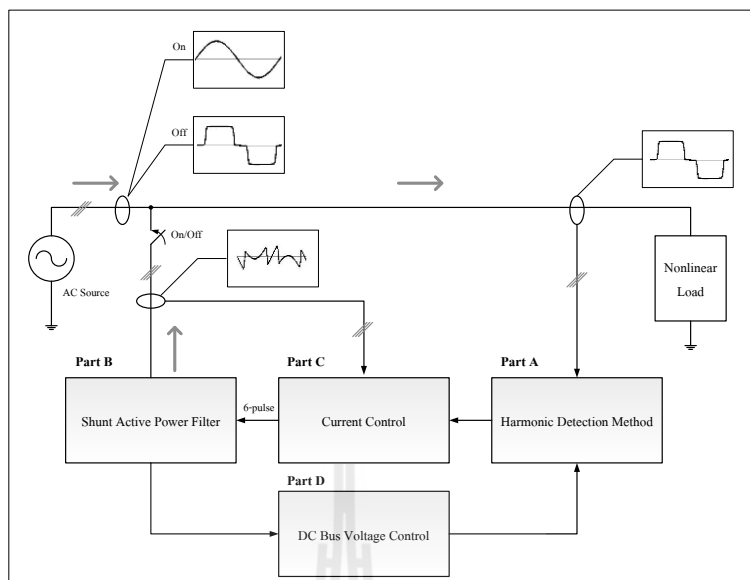 On
Off
On/Off
AC Source
Nonlinear
Load
Part B
Part C
Part A
Shunt Active Power Filter
6-pulse
Current Control
Harmonic Detection Method
Part D
DC Bus Voltage Control